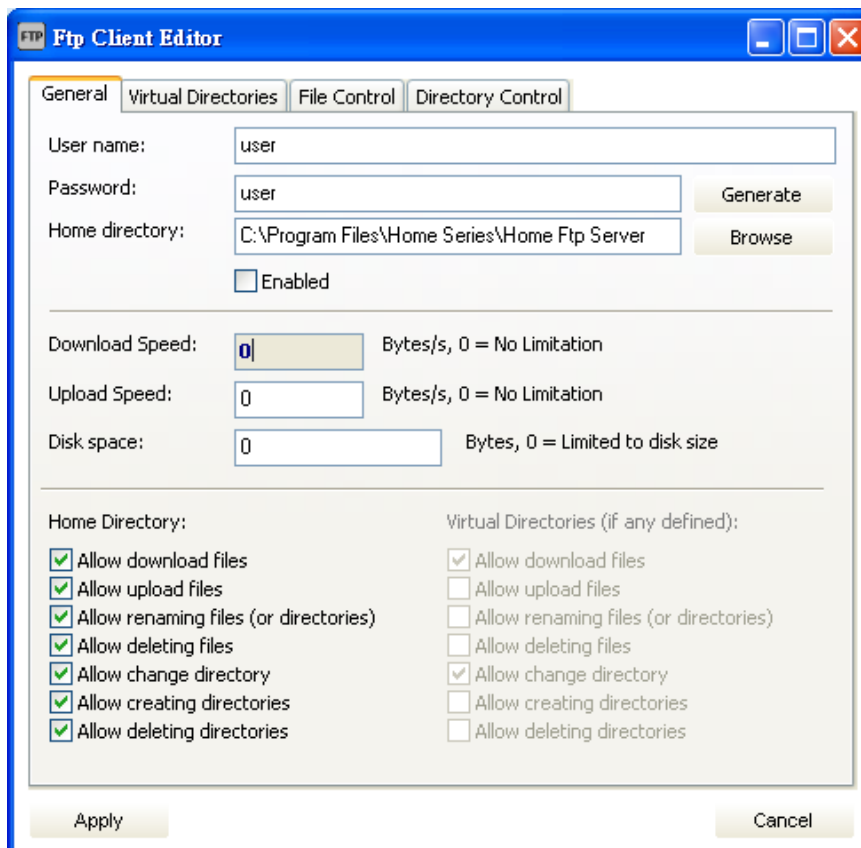 FTP Ftp Client Editor
General Virtual Directories File Control Directory Control
User name: user
Password: user Generate
Home directory: C:\Program Files\Home Series\Home Ftp Server Browse
Enabled
Download Speed: 0 Bytes/s, 0 = No Limitation
Upload Speed: 0 Bytes/s, 0 = No Limitation
Disk space: 0 Bytes, 0 = Limited to disk size
Home Directory: Virtual Directories (if any defined):
Allow download files Allow download files
Allow upload files Allow upload files
Allow renaming files (or directories) Allow renaming files (or directories)
Allow deleting files Allow deleting files
Allow change directory Allow change directory
Allow creating directories Allow creating directories
Allow deleting directories Allow deleting directories
Apply Cancel